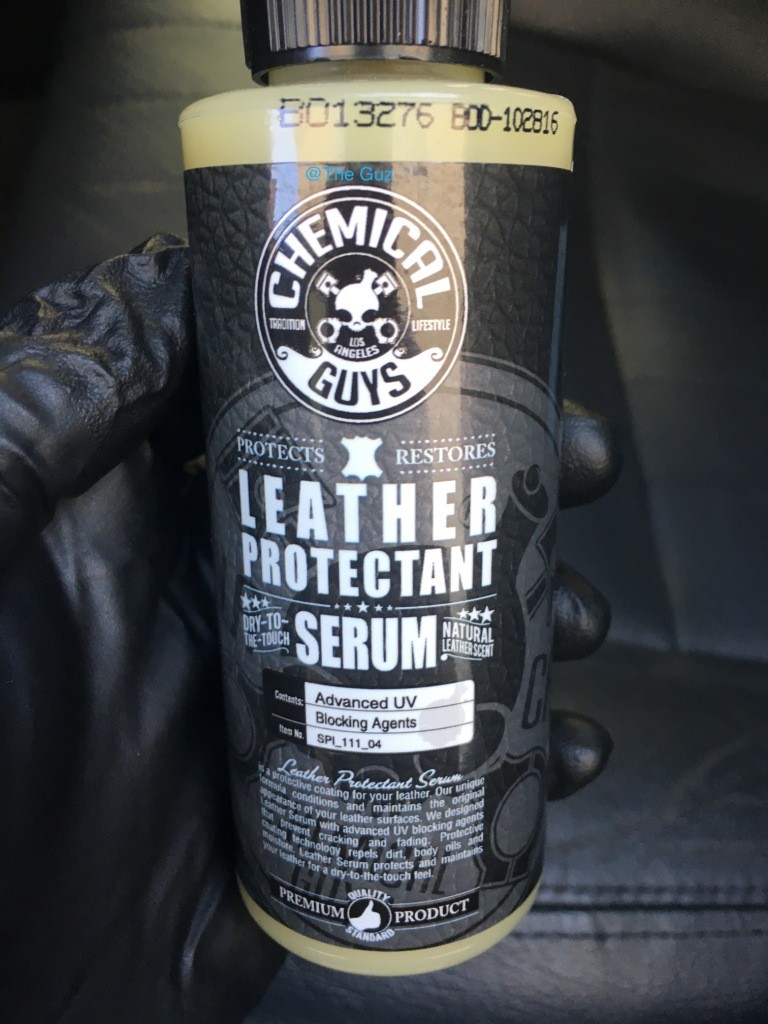 B013276 BOD-102816
@The Guz
CHEMICAL
TRADITION LIFESTYLE
LOS
ANGELES
GUYS
PROTECTS RESTORES
LEATHER
PROTECTANT
DRY-TO-
THE-TOUCH
SERUM
NATURAL
LEATHER SCENT
Contents: Advanced UV
Blocking Agents
Item No. SPI_111_04
Leather Protectant Serum
is a protective coating for your leather. Our unique
formula conditions and maintains the original
appearance of your leather surfaces. We designed
Leather Serum with advanced UV blocking agents
that prevent cracking and fading. Protective
coating technology repels dirt, body oils and
moisture. Leather Serum protects and maintains
your leather for a dry-to-the-touch feel.
QUALITY
PREMIUM PRODUCT
STANDARD